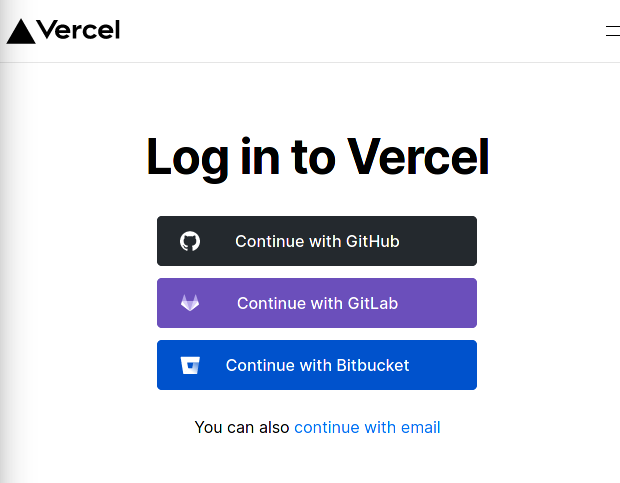 Vercel
Log in to Vercel
Continue with GitHub
Continue with GitLab
Continue with Bitbucket
You can also continue with email